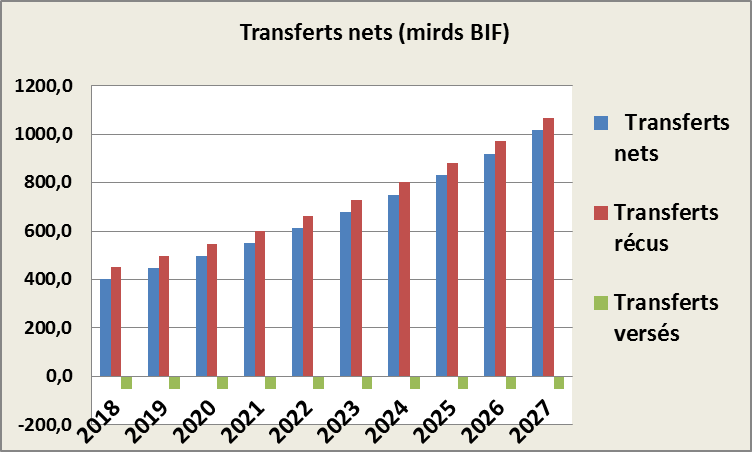 Transferts nets (mirds BIF)
1200,0
1000,0
800,0
600,0
400,0
200,0
0,0
-200,0
2018
2019
2020
2021
2022
2023
2024
2025
2026
2027
Transferts
nets
Transferts
récus
Transferts
versés